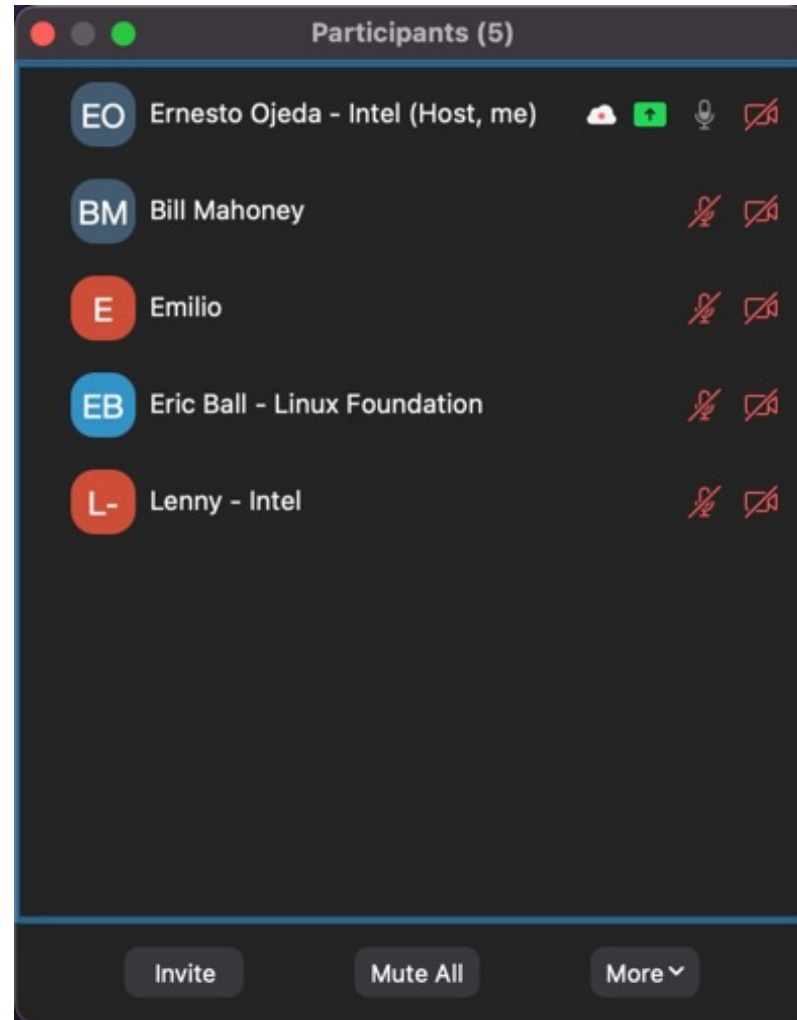 Participants (5)
EO Ernesto Ojeda - Intel (Host, me)
BM Bill Mahoney
E Emilio
EB Eric Ball - Linux Foundation
L- Lenny - Intel
Invite Mute All More